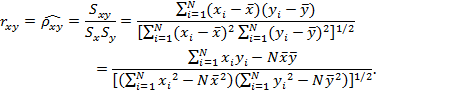 r_{xy} = \widehat{\rho_{xy}} = \frac{S_{xy}}{S_x S_y} = \frac{\sum_{i=1}^{N}(x_i - \bar{x})(y_i - \bar{y})}{[\sum_{i=1}^{N}(x_i - \bar{x})^2 \sum_{i=1}^{N}(y_i - \bar{y})^2]^{1/2}}
= \frac{\sum_{i=1}^{N} x_i y_i - N\bar{x}\bar{y}}{[(\sum_{i=1}^{N} x_i^2 - N\bar{x}^2)(\sum_{i=1}^{N} y_i^2 - N\bar{y}^2)]^{1/2}}.